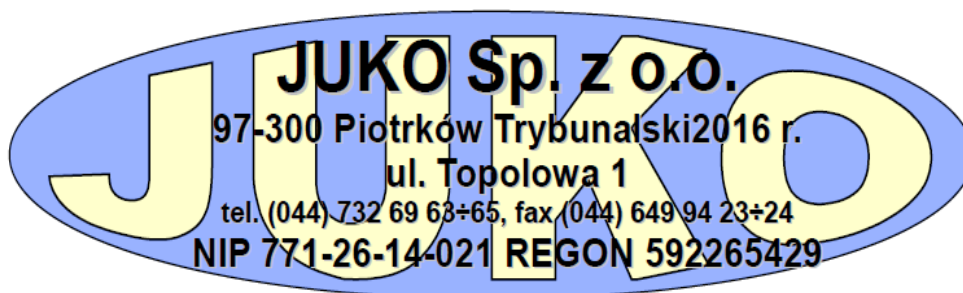 JUKO
JUKO Sp. z o.o.
97-300 Piotrków Trybunalski2016 r.
ul. Topolowa 1
tel. (044) 732 69 63÷65, fax (044) 649 94 23÷24
NIP 771-26-14-021 REGON 592265429